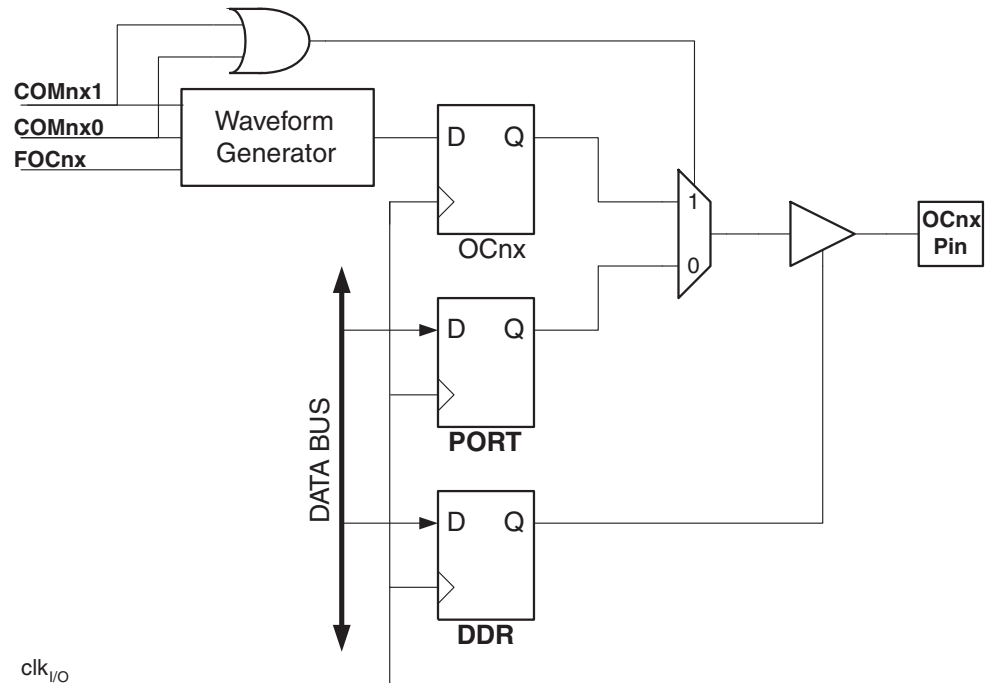 COMnx1
COMnx0
FOCnx
Waveform
Generator
D Q
OCnx
1
0
OCnx
Pin
D Q
PORT
DATA BUS
D Q
DDR
clkI/O